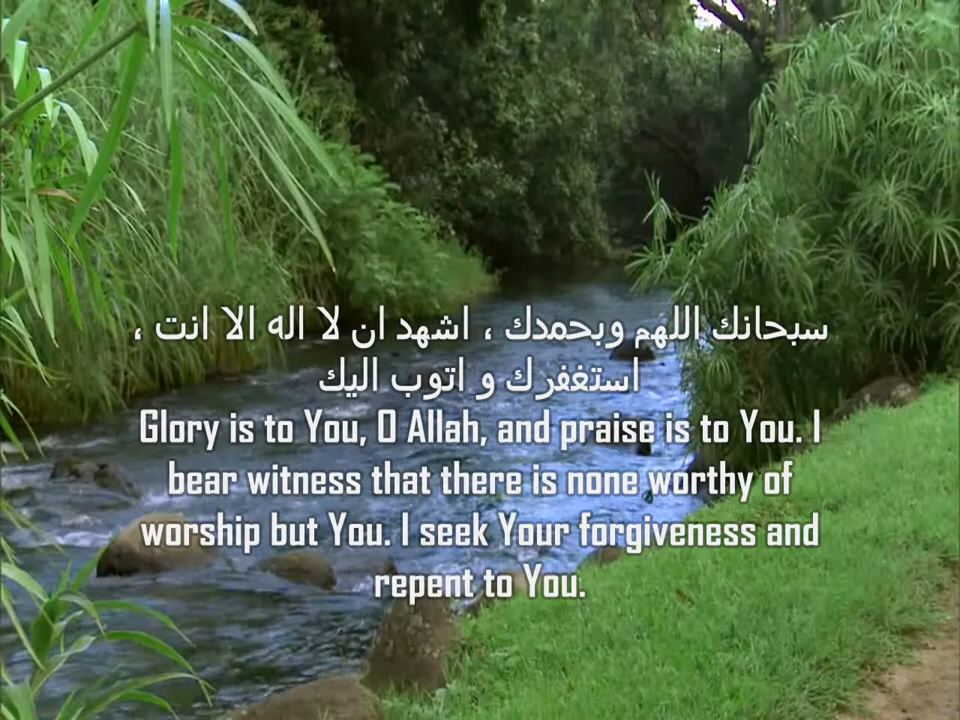 سبحانك اللهم وبحمدك ، اشهد ان لا اله الا انت ،
استغفرك و اتوب اليك
Glory is to You, O Allah, and praise is to You. I
bear witness that there is none worthy of
worship but You. I seek Your forgiveness and
repent to You.